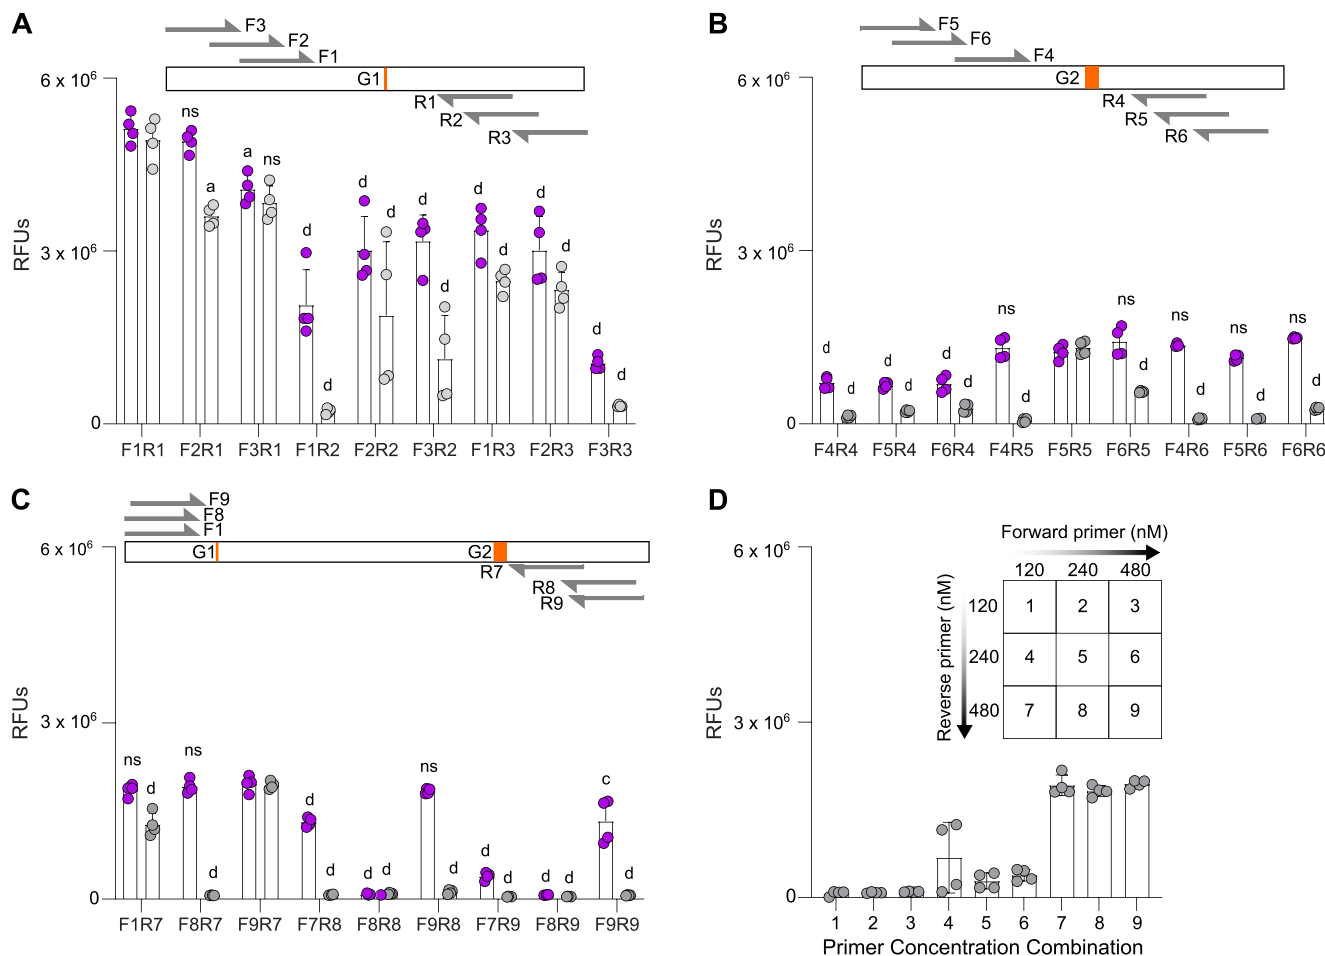 A
F3
F2
F1
6 x 10⁶
G1
R1
R2
R3
ns
a
a
ns
d
d
d
d
d
d
d
d
d
d
d
d
RFUs
3 x 10⁶
0
F1R1 F2R1 F3R1 F1R2 F2R2 F3R2 F1R3 F2R3 F3R3
B
F5
F6
F4
6 x 10⁶
G2
R4
R5
R6
RFUs
3 x 10⁶
d d d d d d ns d ns d ns d ns d ns d
0
F4R4 F5R4 F6R4 F4R5 F5R5 F6R5 F4R6 F5R6 F6R6
C
F9
F8
F1
6 x 10⁶
G1 G2
R7
R8
R9
RFUs
3 x 10⁶
ns d ns d d d d d ns d d d d d c d
0
F1R7 F8R7 F9R7 F7R8 F8R8 F9R8 F7R9 F8R9 F9R9
D
Forward primer (nM)
120 240 480
Reverse primer (nM)
120 1 2 3
240 4 5 6
480 7 8 9
6 x 10⁶
RFUs
3 x 10⁶
0
1 2 3 4 5 6 7 8 9
Primer Concentration Combination